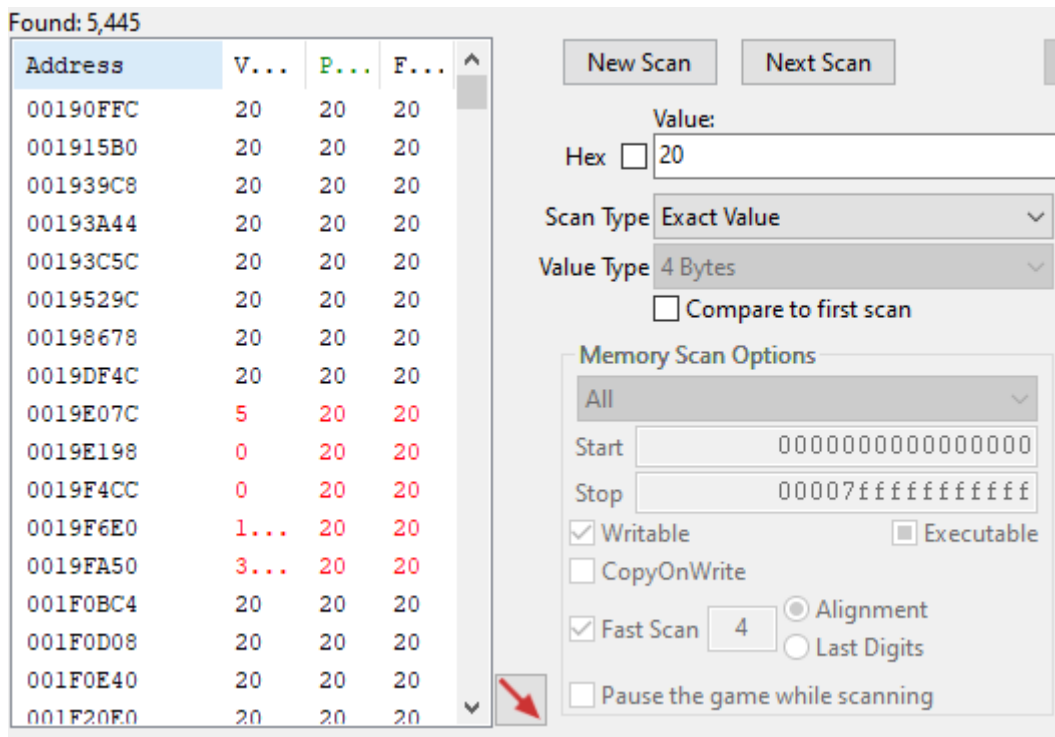 Found: 5,445
Address V... P... F...
00190FFC 20 20 20
001915B0 20 20 20
001939C8 20 20 20
00193A44 20 20 20
00193C5C 20 20 20
0019529C 20 20 20
00198678 20 20 20
0019DF4C 20 20 20
0019E07C 5 20 20
0019E198 0 20 20
0019F4CC 0 20 20
0019F6E0 1... 20 20
0019FA50 3... 20 20
001F0BC4 20 20 20
001F0D08 20 20 20
001F0E40 20 20 20
001F20E0 20 20 20
New Scan Next Scan
Value:
Hex 20
Scan Type Exact Value
Value Type 4 Bytes
Compare to first scan
Memory Scan Options
All
Start 0000000000000000
Stop 00007fffffffffff
Writable Executable
CopyOnWrite
Fast Scan 4 Alignment
Last Digits
Pause the game while scanning